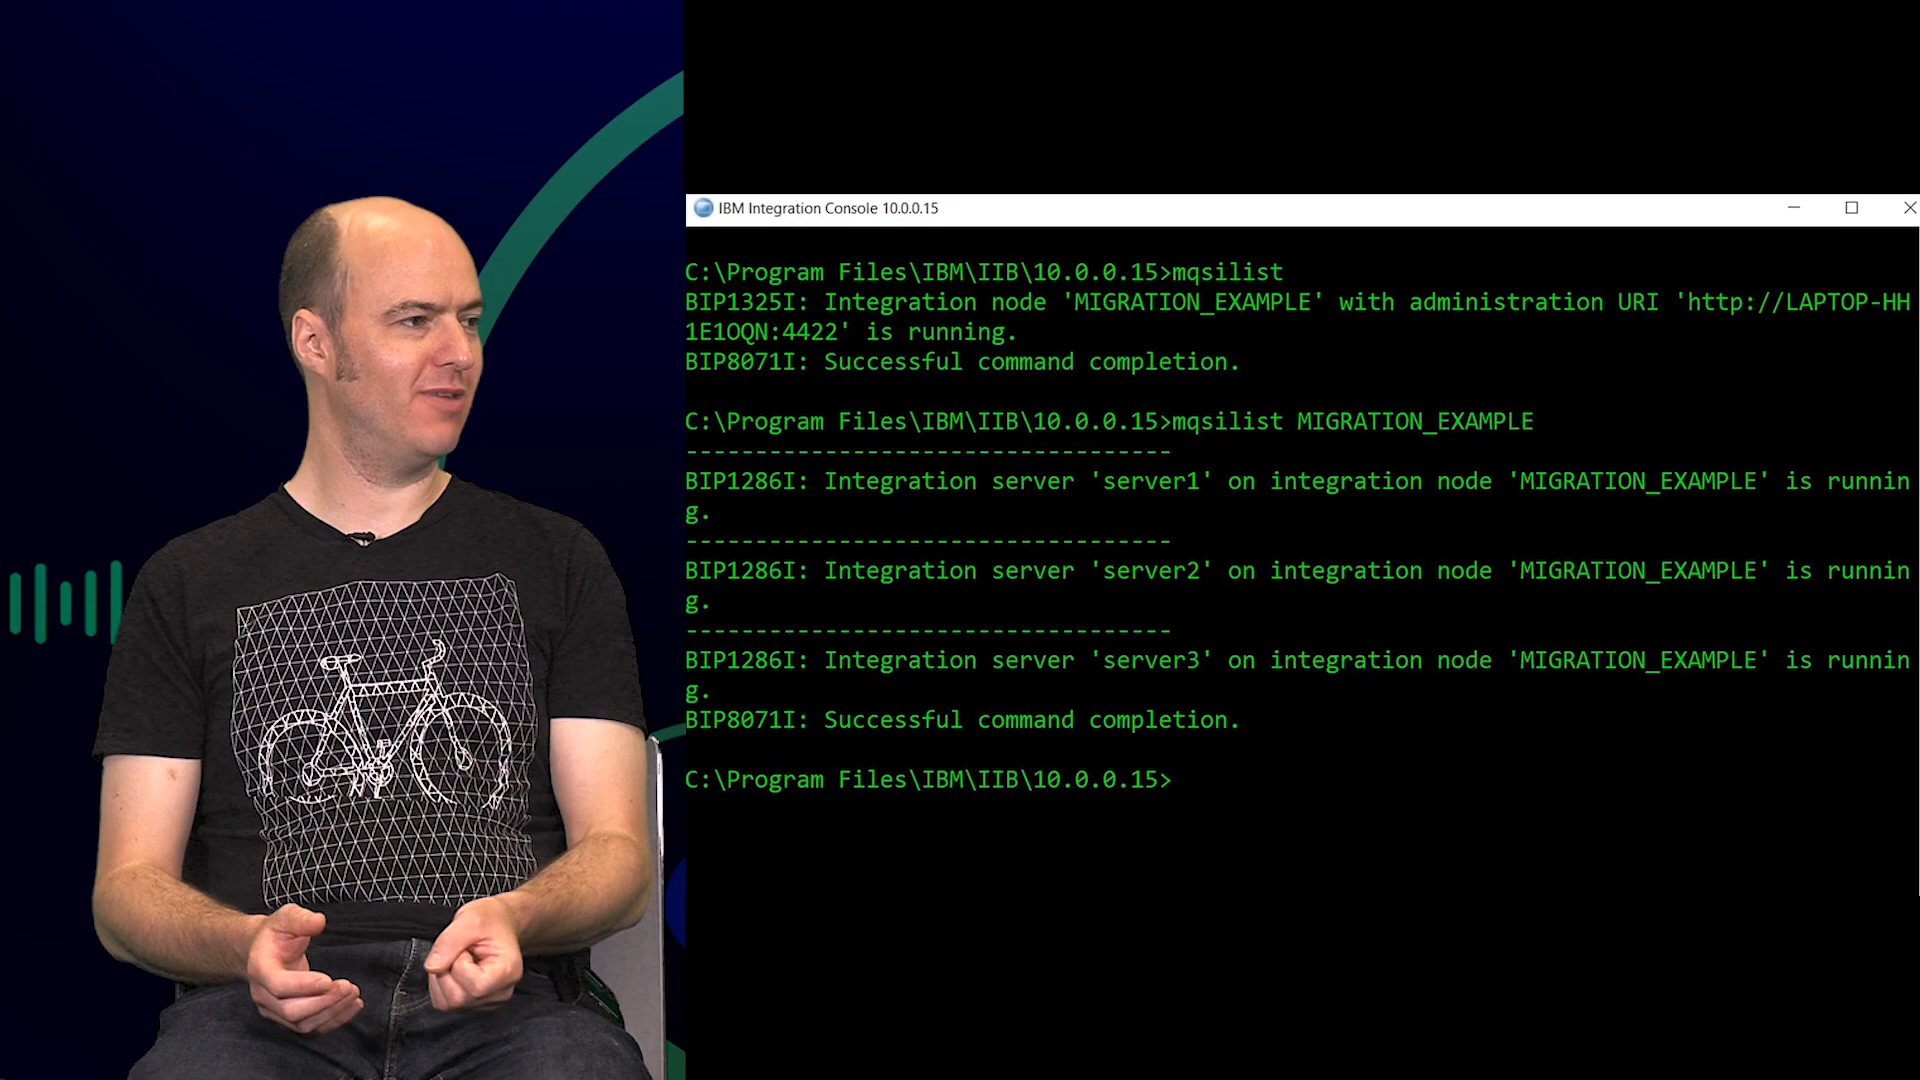 IBM Integration Console 10.0.0.15
C:\Program Files\IBM\IIB\10.0.0.15>mqsilist
BIP1325I: Integration node 'MIGRATION_EXAMPLE' with administration URI 'http://LAPTOP-HH
1E1OQN:4422' is running.
BIP8071I: Successful command completion.
C:\Program Files\IBM\IIB\10.0.0.15>mqsilist MIGRATION_EXAMPLE
-----------------------------------
BIP1286I: Integration server 'server1' on integration node 'MIGRATION_EXAMPLE' is runnin
g.
-----------------------------------
BIP1286I: Integration server 'server2' on integration node 'MIGRATION_EXAMPLE' is runnin
g.
-----------------------------------
BIP1286I: Integration server 'server3' on integration node 'MIGRATION_EXAMPLE' is runnin
g.
BIP8071I: Successful command completion.
C:\Program Files\IBM\IIB\10.0.0.15>